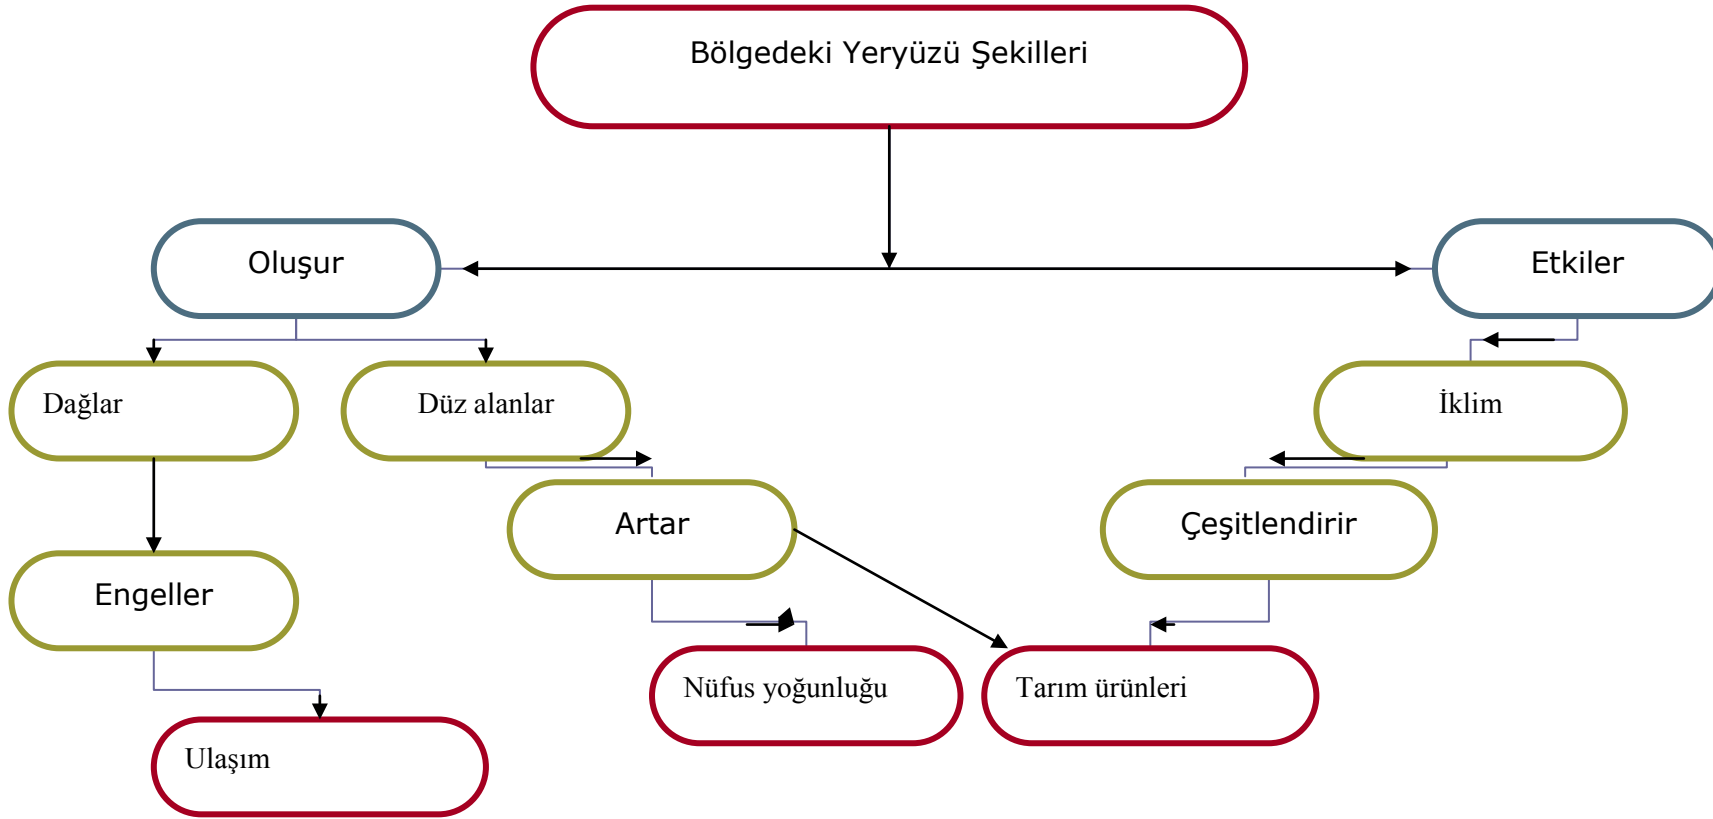 Bölgedeki Yeryüzü Şekilleri
Oluşur
Etkiler
Dağlar
Düz alanlar
İklim
Artar
Çeşitlendirir
Engeller
Nüfus yoğunluğu
Tarım ürünleri
Ulaşım